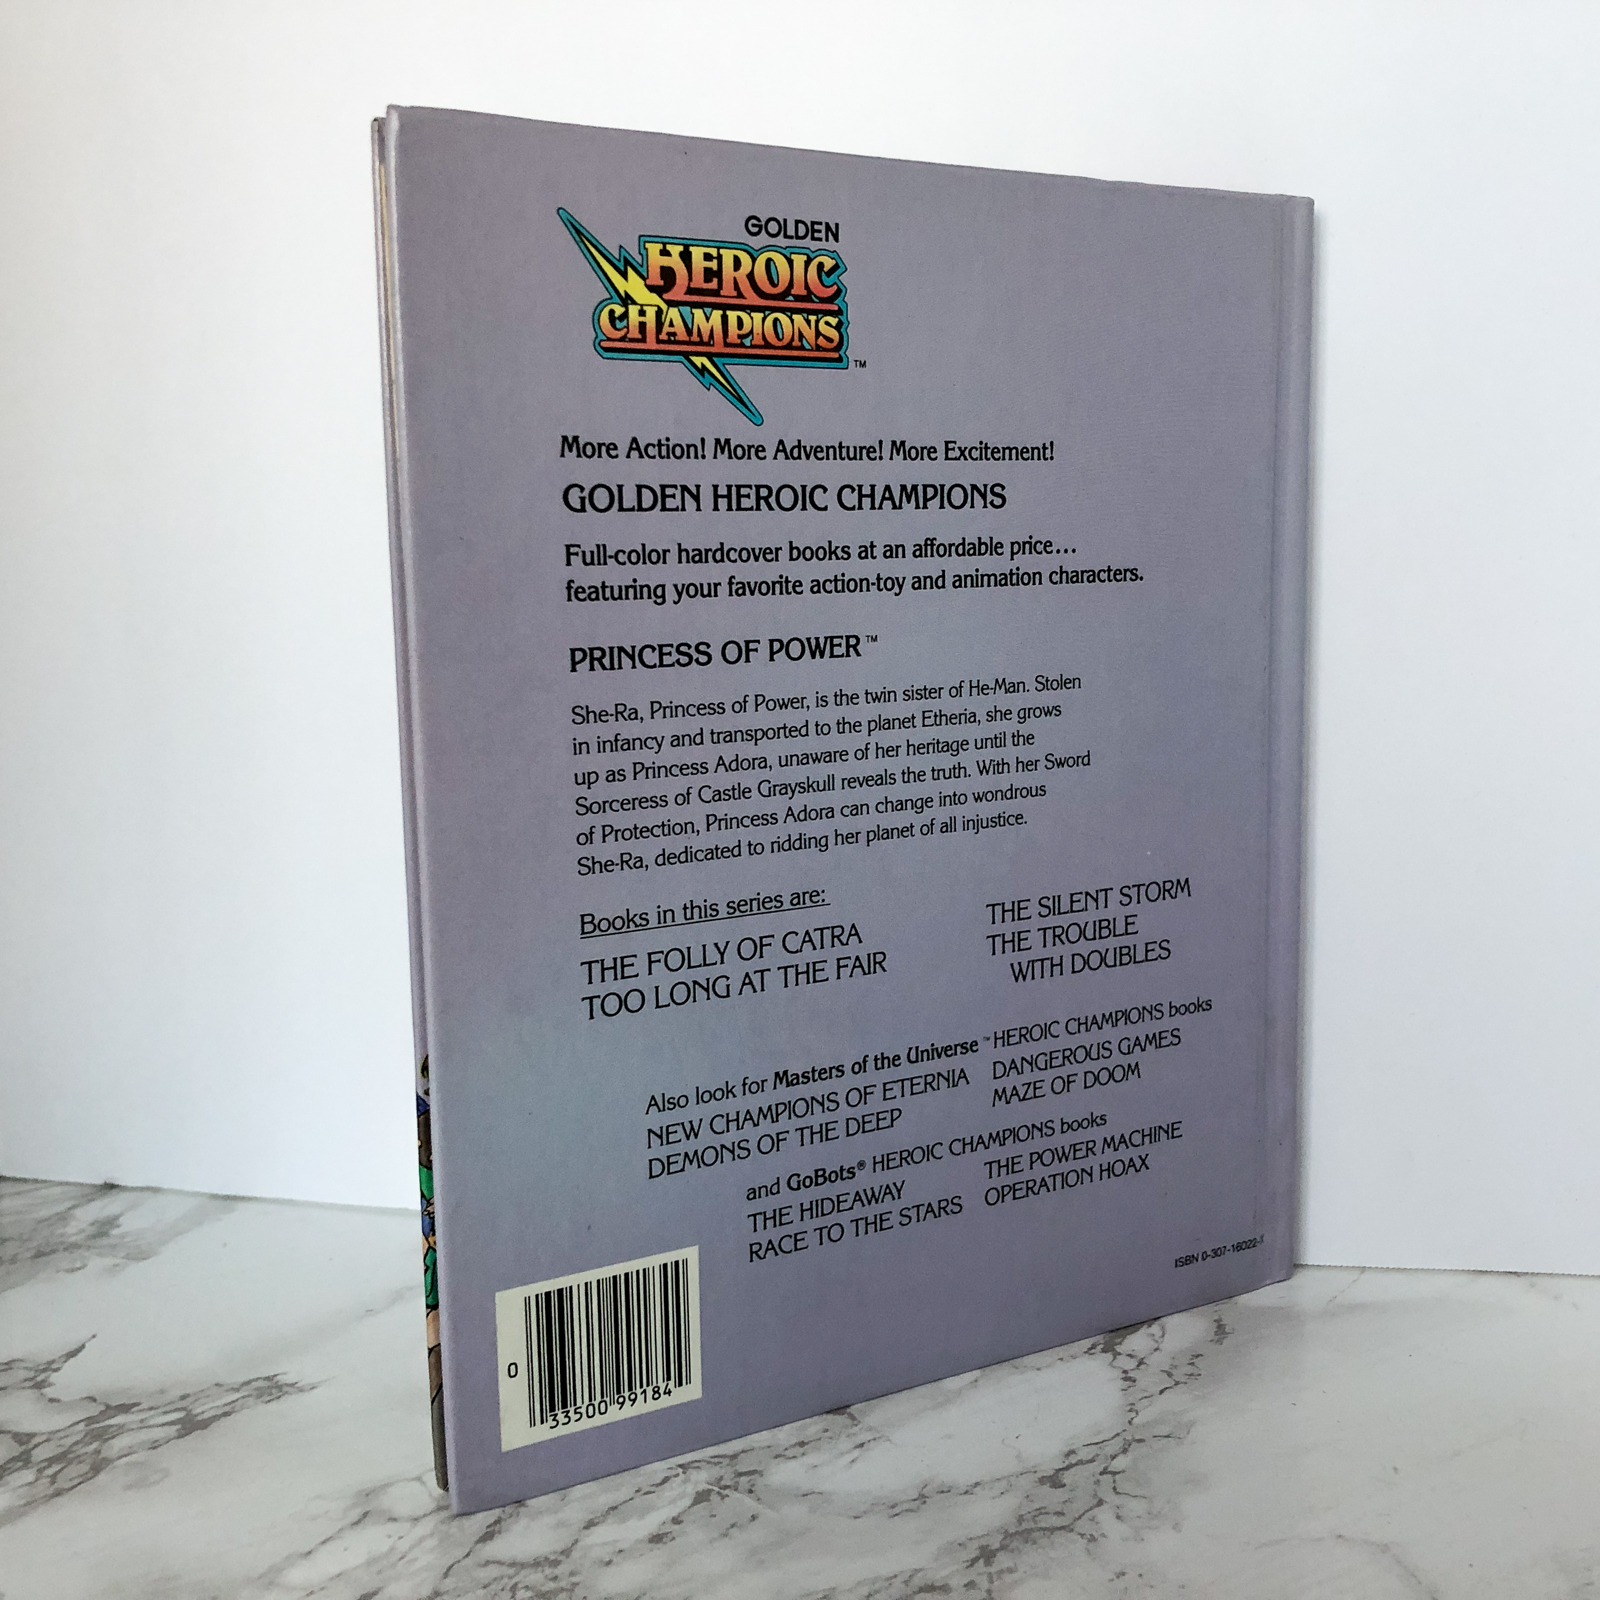 GOLDEN
HEROIC
CHAMPIONS™
More Action! More Adventure! More Excitement!
GOLDEN HEROIC CHAMPIONS
Full-color hardcover books at an affordable price...
featuring your favorite action-toy and animation characters.
PRINCESS OF POWER™
She-Ra, Princess of Power, is the twin sister of He-Man. Stolen
in infancy and transported to the planet Etheria, she grows
up as Princess Adora, unaware of her heritage until the
Sorceress of Castle Grayskull reveals the truth. With her Sword
of Protection, Princess Adora can change into wondrous
She-Ra, dedicated to ridding her planet of all injustice.
Books in this series are:
THE FOLLY OF CATRA
TOO LONG AT THE FAIR
THE SILENT STORM
THE TROUBLE
WITH DOUBLES
Also look for Masters of the Universe™ HEROIC CHAMPIONS books
NEW CHAMPIONS OF ETERNIA
DEMONS OF THE DEEP
DANGEROUS GAMES
MAZE OF DOOM
and GoBots® HEROIC CHAMPIONS books
THE HIDEAWAY
RACE TO THE STARS
THE POWER MACHINE
OPERATION HOAX
0 33500 99184
ISBN 0-307-16022-